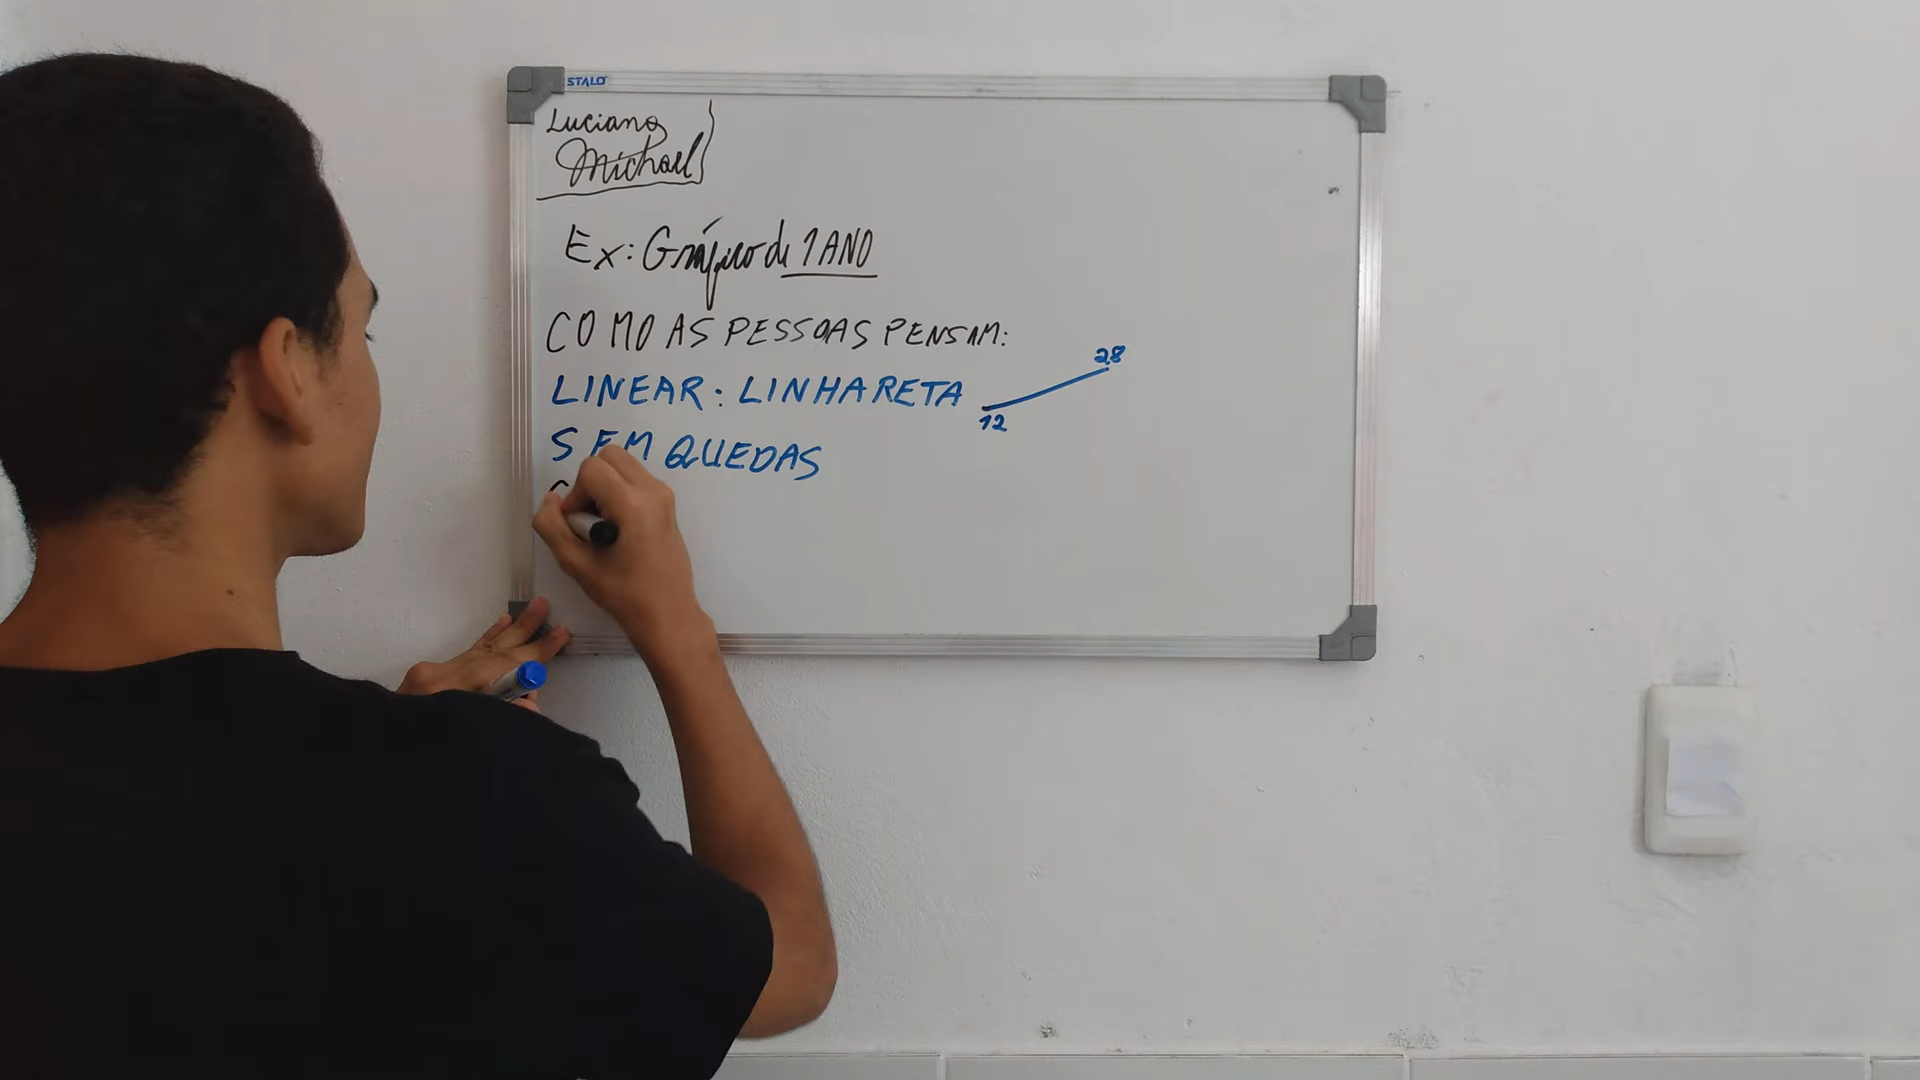 STALO
Luciano
Michael
Ex: Gráfico de 1 ANO
COMO AS PESSOAS PENSAM:
28
LINEAR: LINHA RETA
12
SEM QUEDAS
C